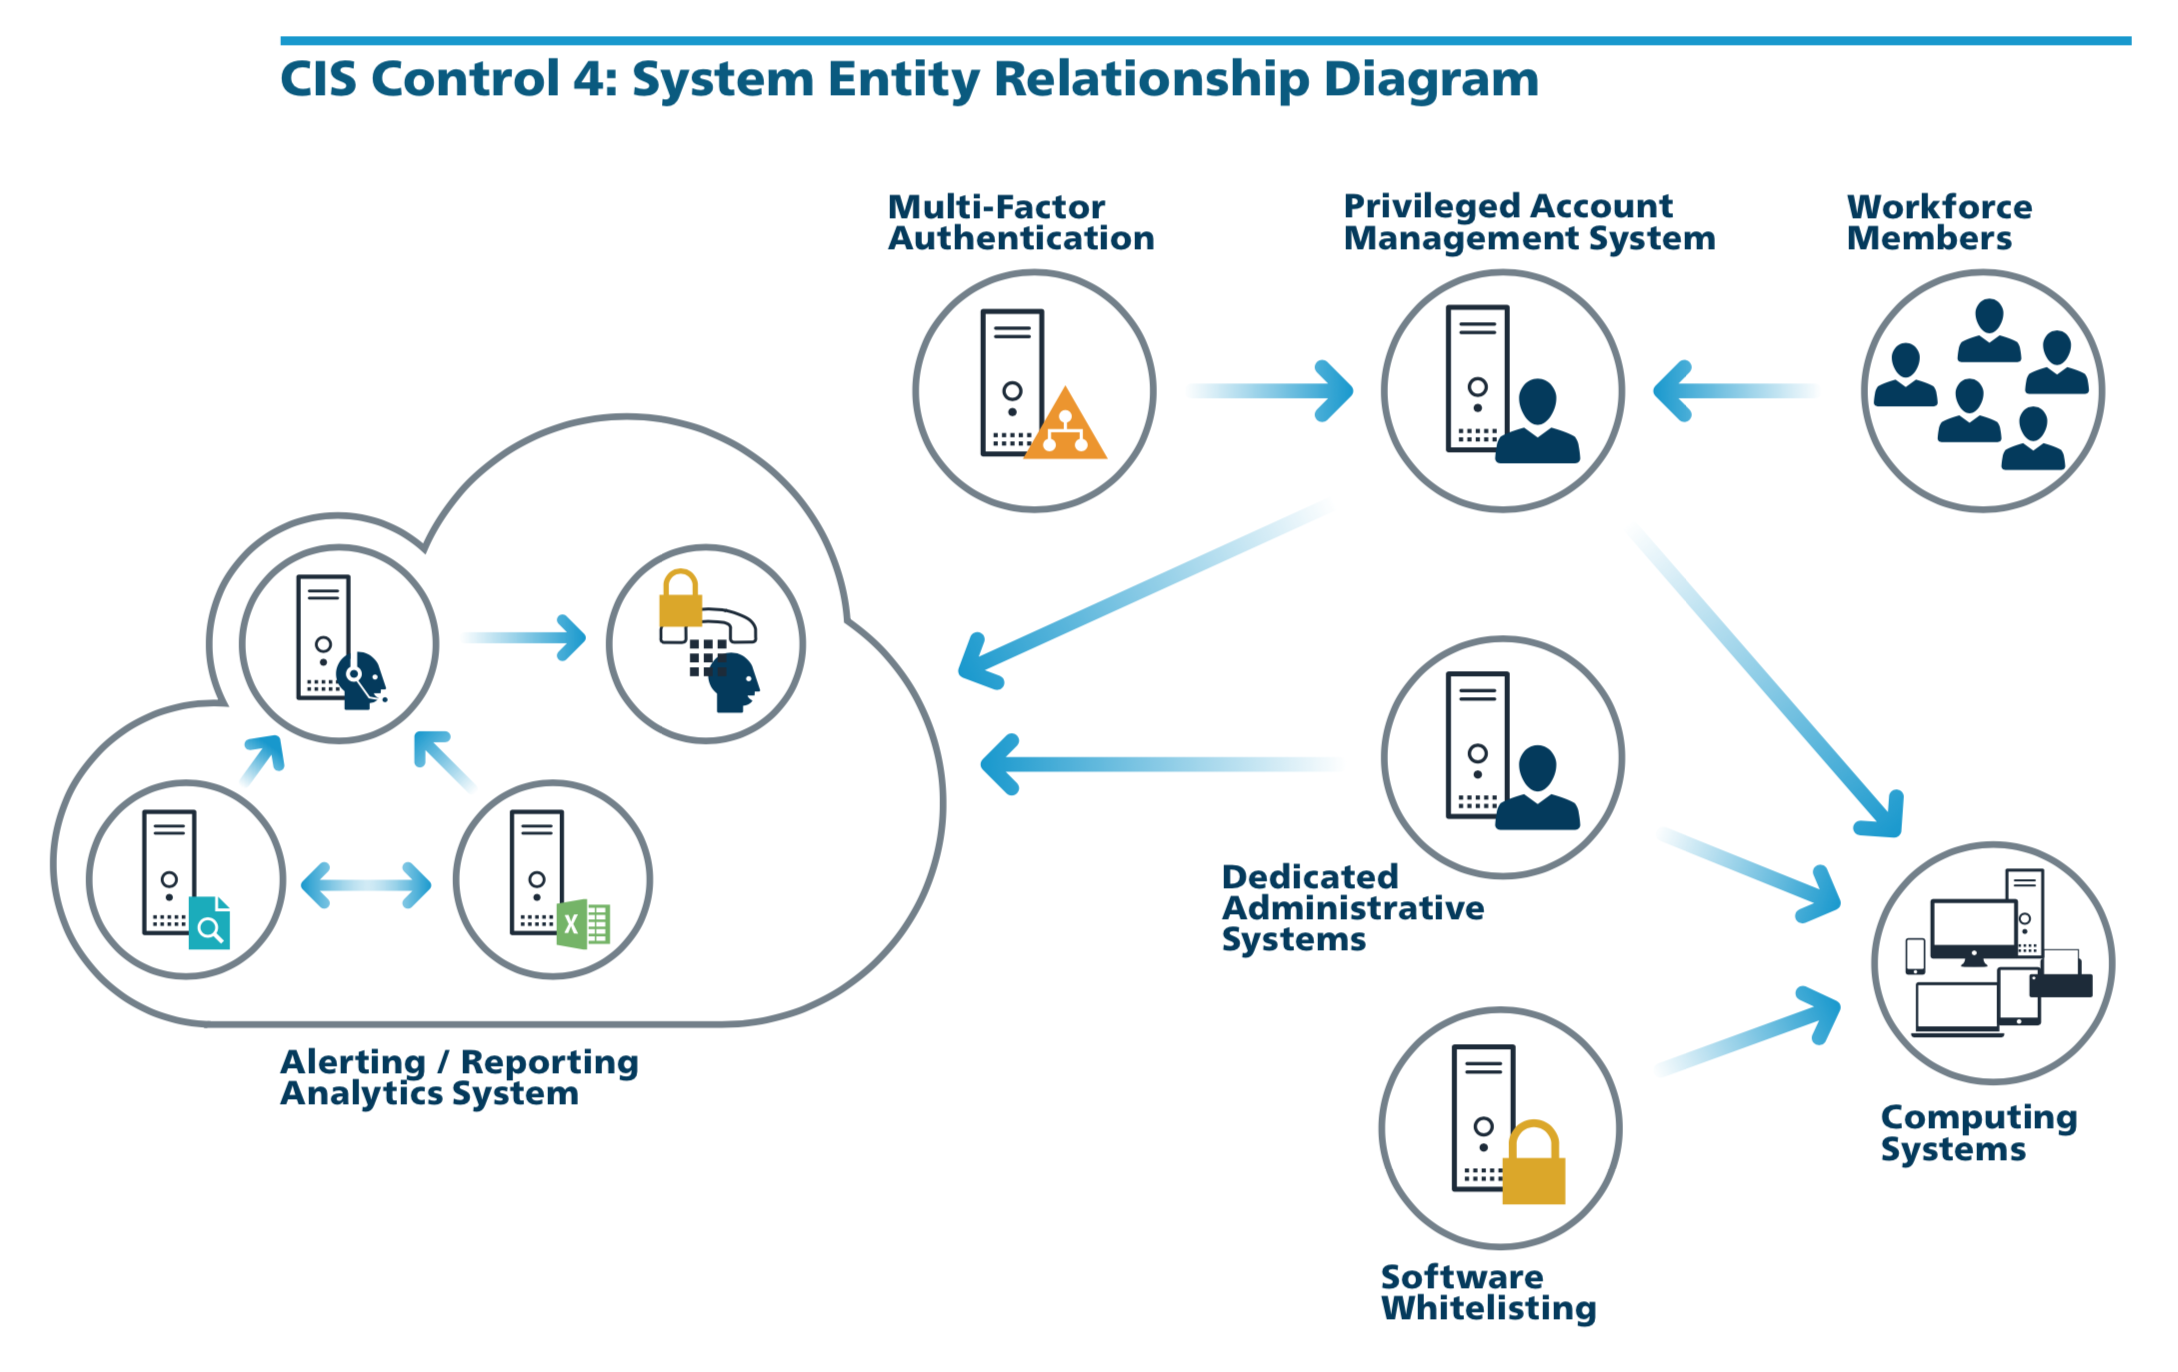 CIS Control 4: System Entity Relationship Diagram
Multi-Factor
Authentication
Privileged Account
Management System
Workforce
Members
X
Dedicated
Administrative
Systems
Alerting / Reporting
Analytics System
Computing
Systems
Software
Whitelisting